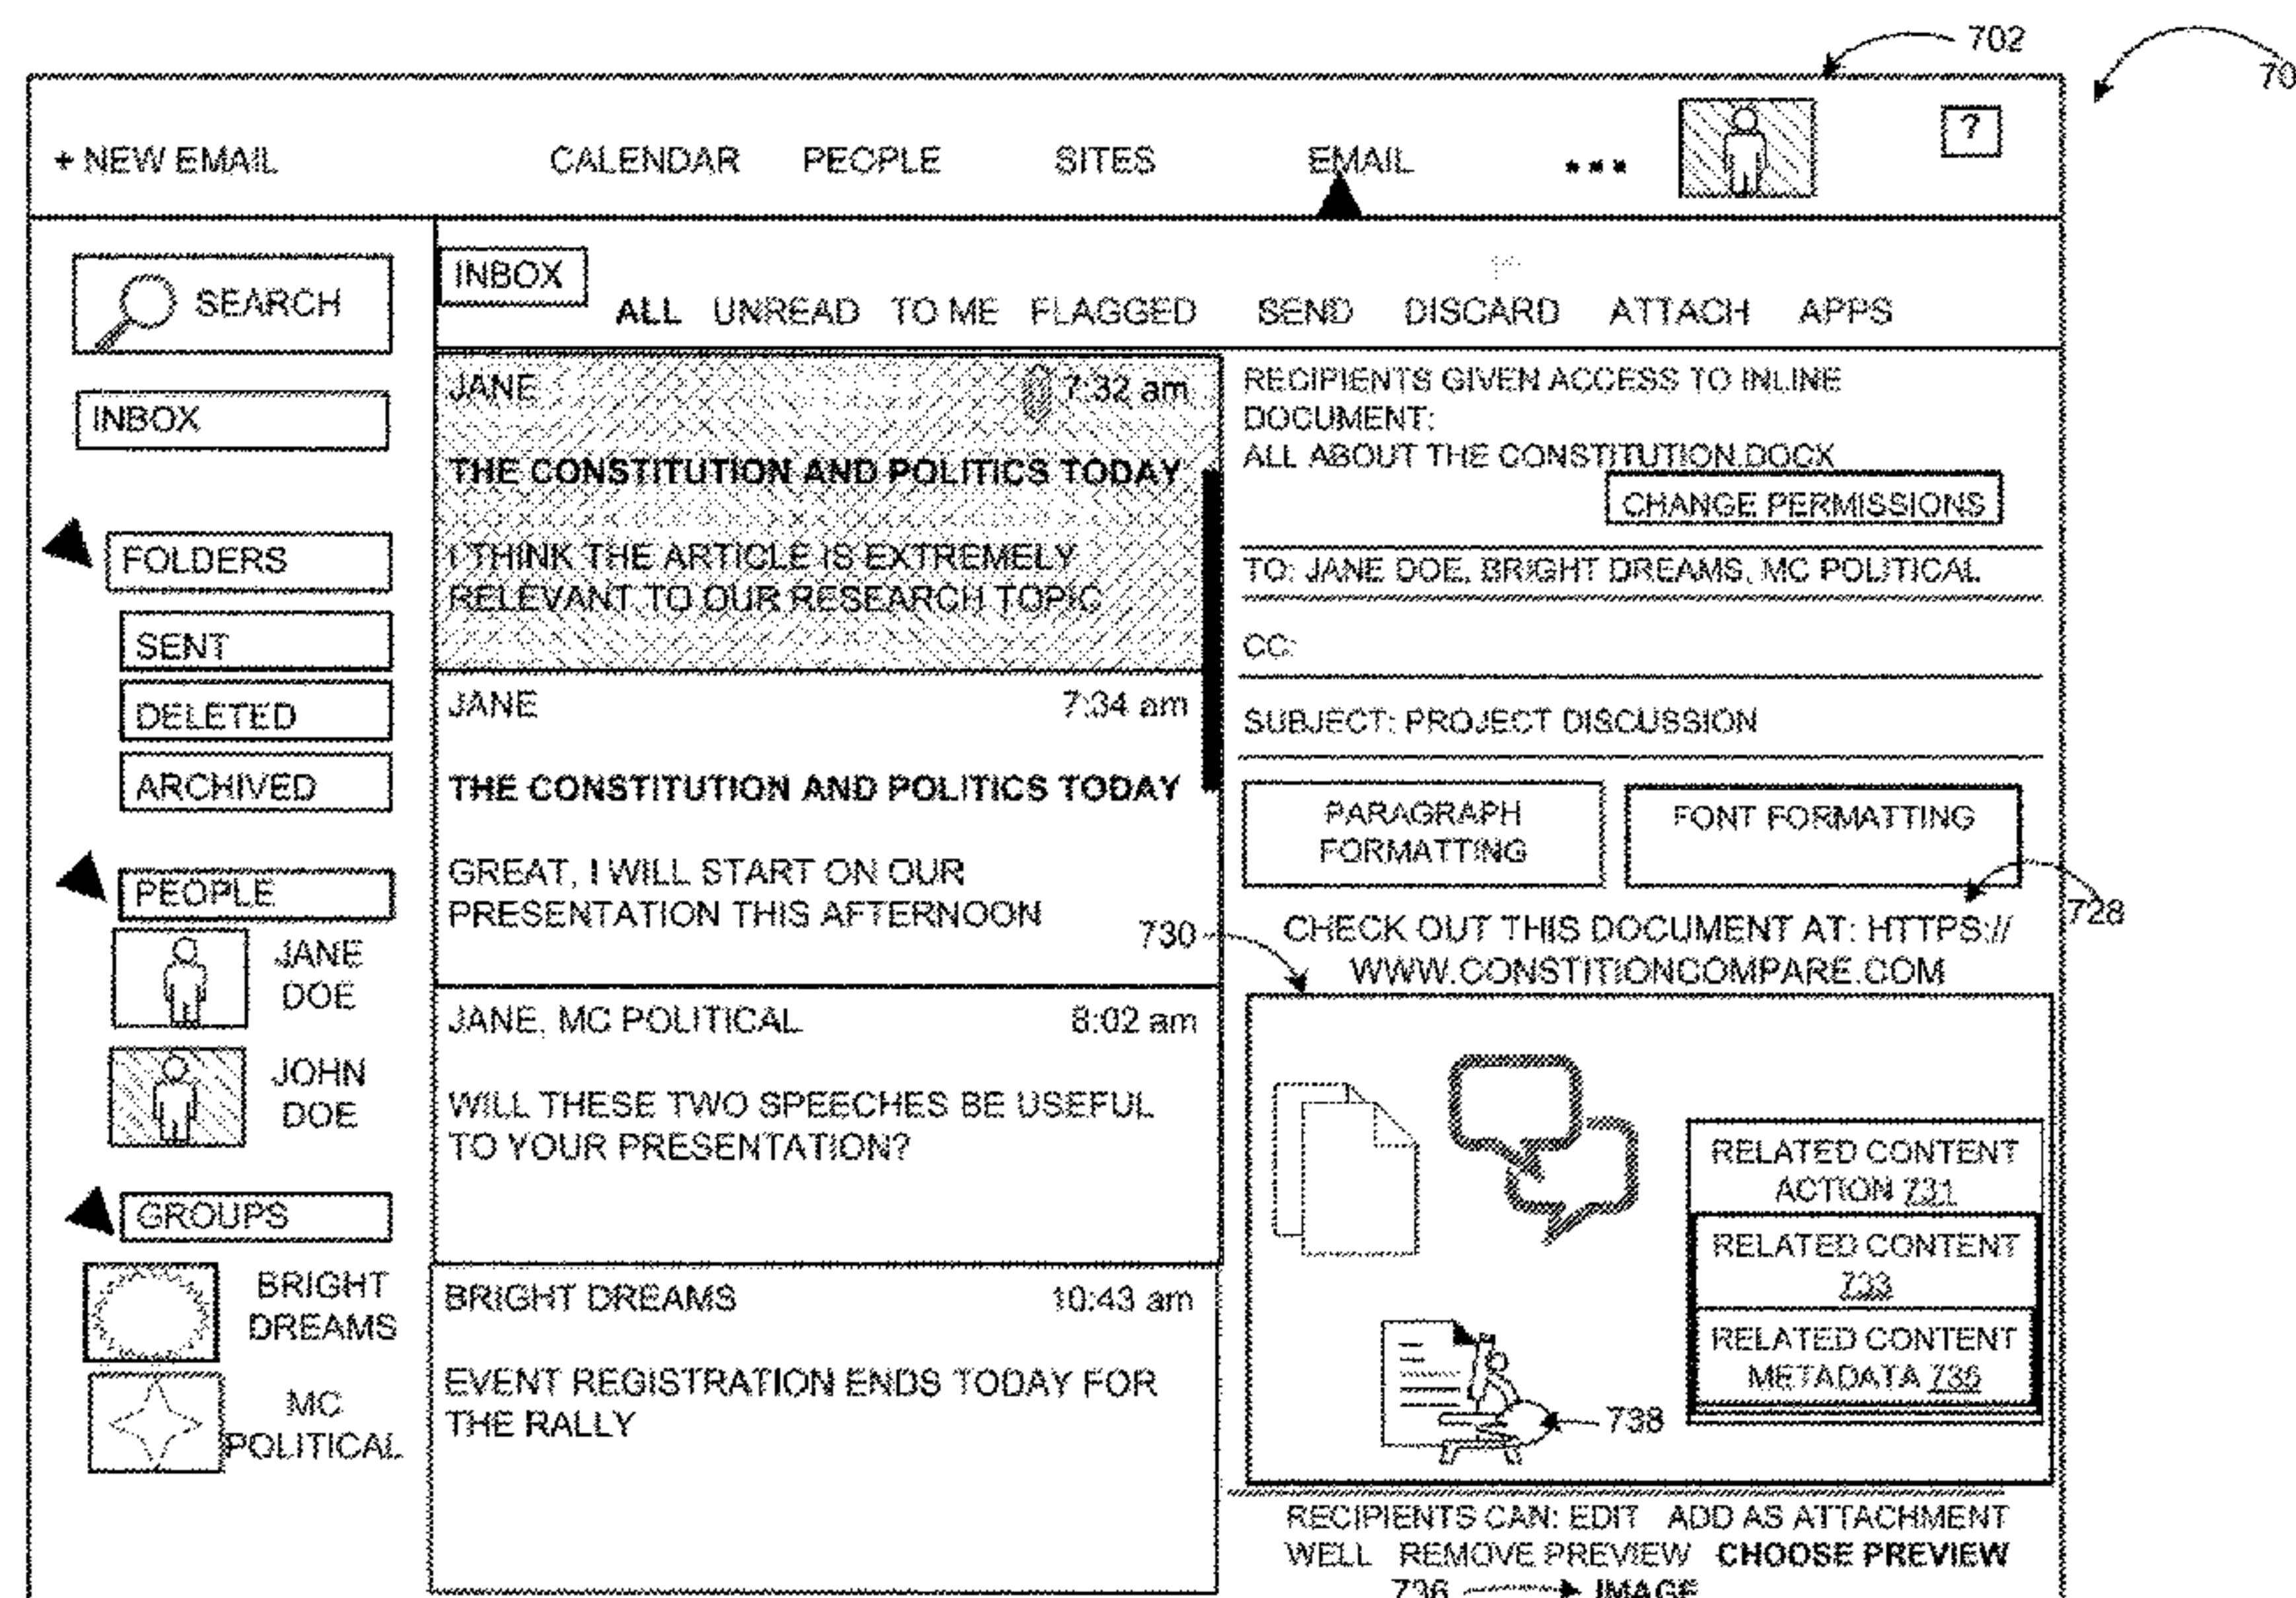 702
70
+ NEW EMAIL CALENDAR PEOPLE SITES EMAIL ... ?
SEARCH
INBOX
FOLDERS
SENT
DELETED
ARCHIVED
PEOPLE
JANE
DOE
JOHN
DOE
GROUPS
BRIGHT
DREAMS
MC
POLITICAL
INBOX
ALL UNREAD TO ME FLAGGED SEND DISCARD ATTACH APPS
JANE 7:32 am
THE CONSTITUTION AND POLITICS TODAY
I THINK THE ARTICLE IS EXTREMELY
RELEVANT TO OUR RESEARCH TOPIC
JANE 7:34 am
THE CONSTITUTION AND POLITICS TODAY
GREAT, I WILL START ON OUR
PRESENTATION THIS AFTERNOON
JANE, MC POLITICAL 8:02 am
WILL THESE TWO SPEECHES BE USEFUL
TO YOUR PRESENTATION?
BRIGHT DREAMS 10:43 am
EVENT REGISTRATION ENDS TODAY FOR
THE RALLY
RECIPIENTS GIVEN ACCESS TO INLINE
DOCUMENT:
ALL ABOUT THE CONSTITUTION.DOCX
CHANGE PERMISSIONS
TO: JANE DOE, BRIGHT DREAMS, MC POLITICAL
CC:
SUBJECT: PROJECT DISCUSSION
PARAGRAPH
FORMATTING
FONT FORMATTING
728
730
CHECK OUT THIS DOCUMENT AT: HTTPS://
WWW.CONSTITIONCOMPARE.COM
RELATED CONTENT
ACTION 731
RELATED CONTENT
733
RELATED CONTENT
METADATA 735
738
RECIPIENTS CAN: EDIT ADD AS ATTACHMENT
WELL REMOVE PREVIEW CHOOSE PREVIEW
736 IMAGE